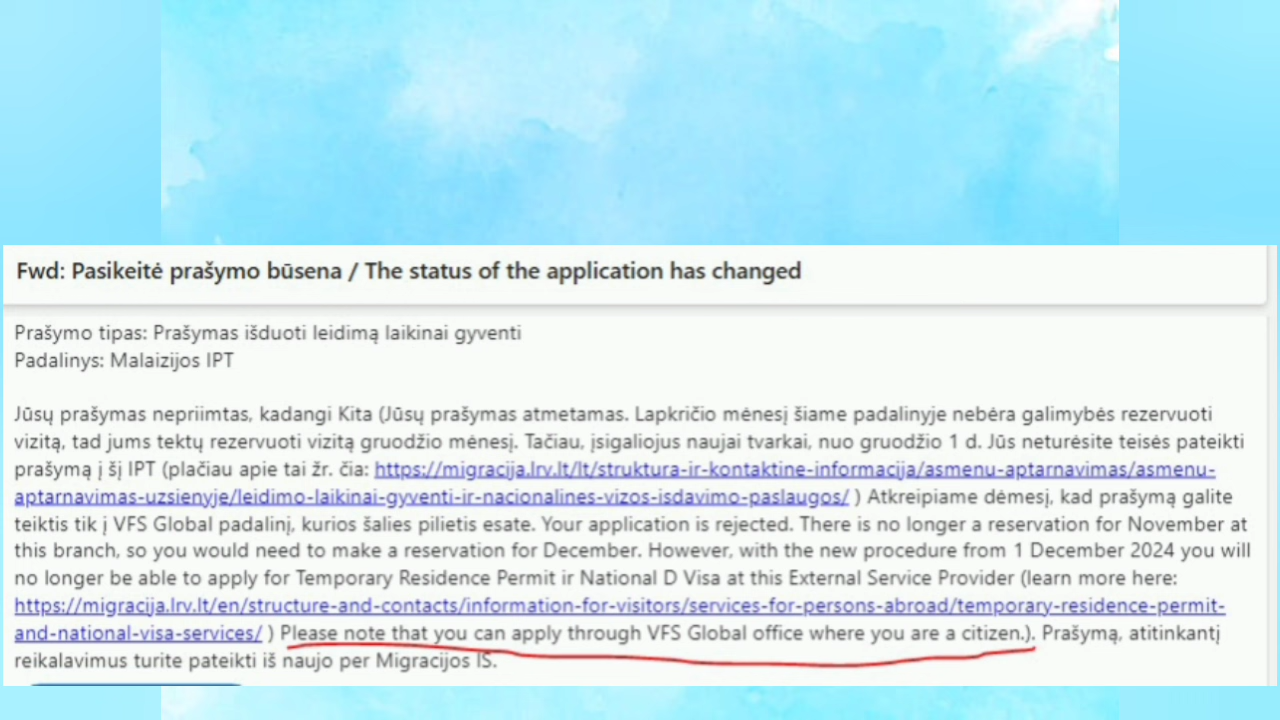 Fwd: Pasikeitė prašymo būsena / The status of the application has changed
Prašymo tipas: Prašymas išduoti leidimą laikinai gyventi
Padalinys: Malaizijos IPT
Jūsų prašymas nepriimtas, kadangi Kita (Jūsų prašymas atmetamas. Lapkričio mėnesį šiame padalinyje nebėra galimybės rezervuoti
vizitą, tad jums tektų rezervuoti vizitą gruodžio mėnesį. Tačiau, įsigaliojus naujai tvarkai, nuo gruodžio 1 d. Jūs neturėsite teisės pateikti
prašymą į šį IPT (plačiau apie tai žr. čia: https://migracija.lrv.lt/lt/struktura-ir-kontaktine-informacija/asmenu-aptarnavimas/asmenu-
aptarnavimas-uzsienyje/leidimo-laikinai-gyventi-ir-nacionalines-vizos-isdavimo-paslaugos/ ) Atkreipiame dėmesį, kad prašymą galite
teiktis tik į VFS Global padalinį, kurios šalies pilietis esate. Your application is rejected. There is no longer a reservation for November at
this branch, so you would need to make a reservation for December. However, with the new procedure from 1 December 2024 you will
no longer be able to apply for Temporary Residence Permit ir National D Visa at this External Service Provider (learn more here:
https://migracija.lrv.lt/en/structure-and-contacts/information-for-visitors/services-for-persons-abroad/temporary-residence-permit-
and-national-visa-services/ ) Please note that you can apply through VFS Global office where you are a citizen.). Prašymą, atitinkantį
reikalavimus turite pateikti iš naujo per Migracijos IS.